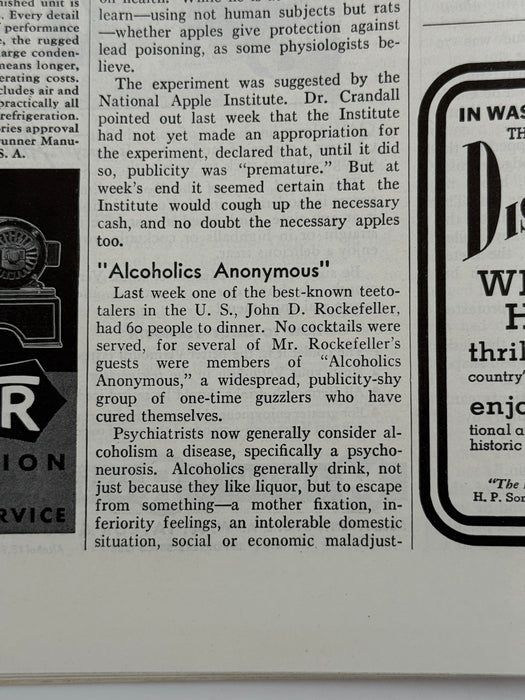 nished unit is
. Every detail
performance
e, the rugged
arge conden-
means longer,
erating costs.
cludes air and
practically all
refrigeration.
ries approval
unner Manu-
S. A.
R
ION
RVICE
learn—using not human subjects but rats
—whether apples give protection against
lead poisoning, as some physiologists be-
lieve.
The experiment was suggested by the
National Apple Institute. Dr. Crandall
pointed out last week that the Institute
had not yet made an appropriation for
the experiment, declared that, until it did
so, publicity was “premature.” But at
week's end it seemed certain that the
Institute would cough up the necessary
cash, and no doubt the necessary apples
too.
"Alcoholics Anonymous"
Last week one of the best-known teeto-
talers in the U. S., John D. Rockefeller,
had 60 people to dinner. No cocktails were
served, for several of Mr. Rockefeller's
guests were members of “Alcoholics
Anonymous,” a widespread, publicity-shy
group of one-time guzzlers who have
cured themselves.
Psychiatrists now generally consider al-
coholism a disease, specifically a psycho-
neurosis. Alcoholics generally drink, not
just because they like liquor, but to escape
from something—a mother fixation, in-
feriority feelings, an intolerable domestic
situation, social or economic maladjust-
IN WAS
TH
DIS
WI
H
thril
country'
enjo
tional a
historic
“The
H. P. Som